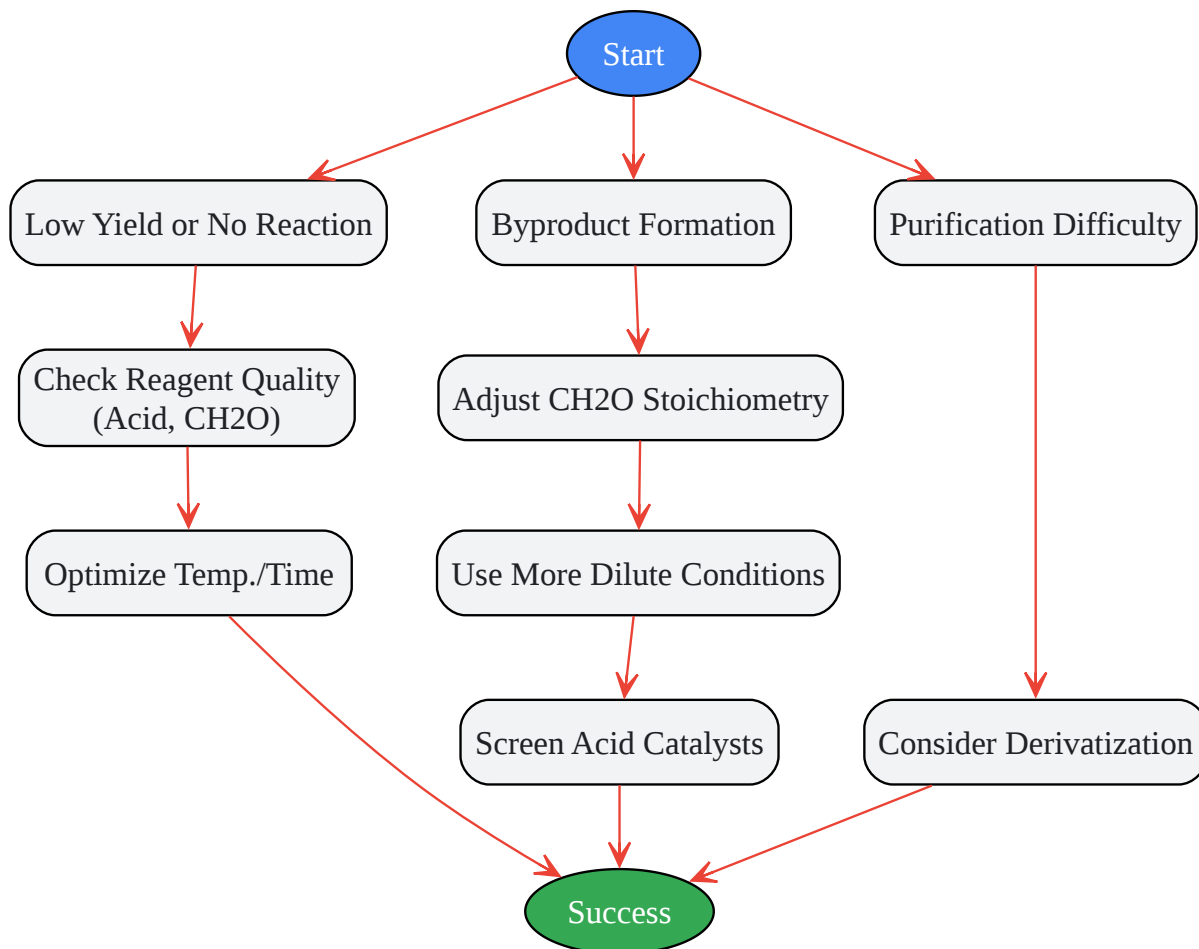 Start
Low Yield or No Reaction
Byproduct Formation
Purification Difficulty
Check Reagent Quality
(Acid, CH2O)
Adjust CH2O Stoichiometry
Optimize Temp./Time
Use More Dilute Conditions
Screen Acid Catalysts
Consider Derivatization
Success